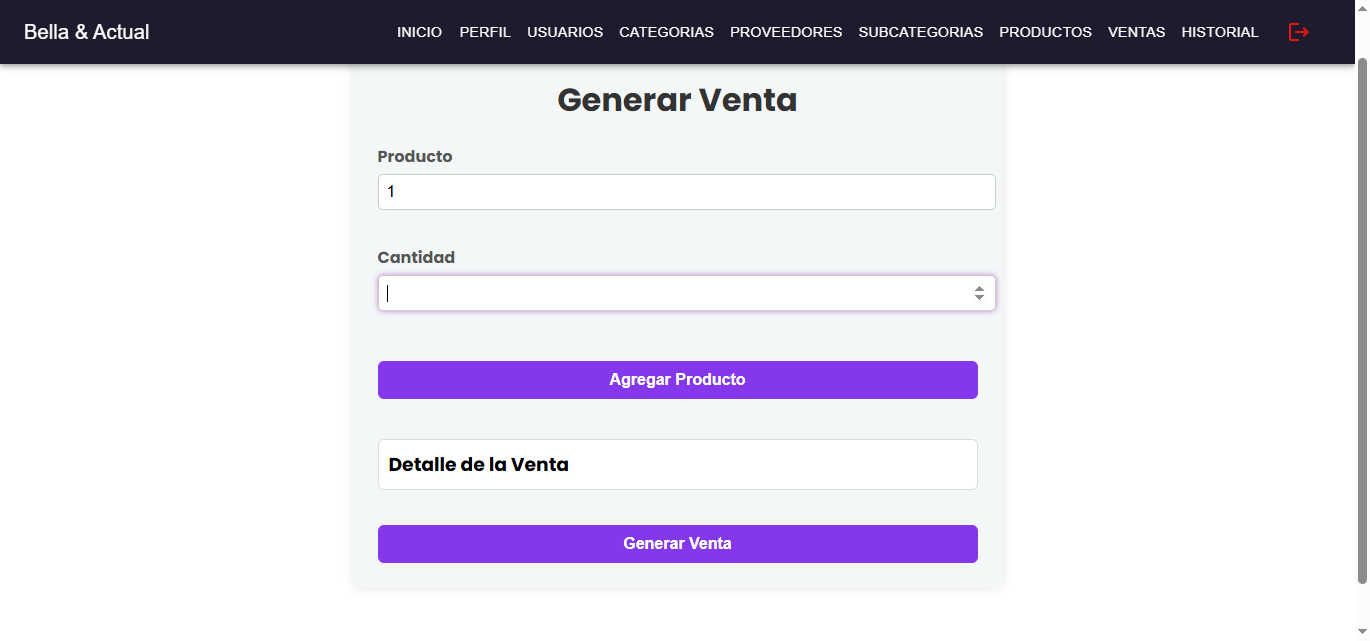 Bella & Actual INICIO PERFIL USUARIOS CATEGORIAS PROVEEDORES SUBCATEGORIAS PRODUCTOS VENTAS HISTORIAL
Generar Venta
Producto
1
Cantidad
Agregar Producto
Detalle de la Venta
Generar Venta